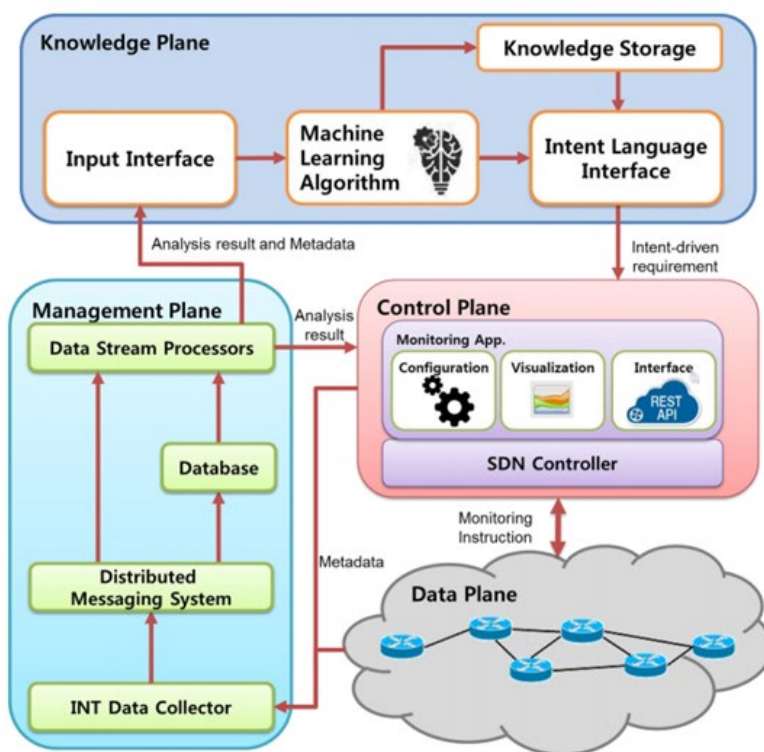 Knowledge Plane
Knowledge Storage
Input Interface
Machine
Learning
Algorithm
Intent Language
Interface
Analysis result and Metadata
Intent-driven
requirement
Management Plane
Analysis
result
Data Stream Processors
Database
Distributed
Messaging System
INT Data Collector
Control Plane
Monitoring App.
Configuration
Visualization
Interface
REST
API
SDN Controller
Metadata
Monitoring
Instruction
Data Plane